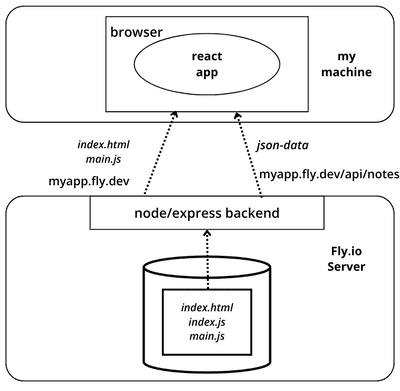 browser
react
app
my
machine
index.html
main.js
json-data
myapp.fly.dev
myapp.fly.dev/api/notes
node/express backend
Fly.io
Server
index.html
index.js
main.js